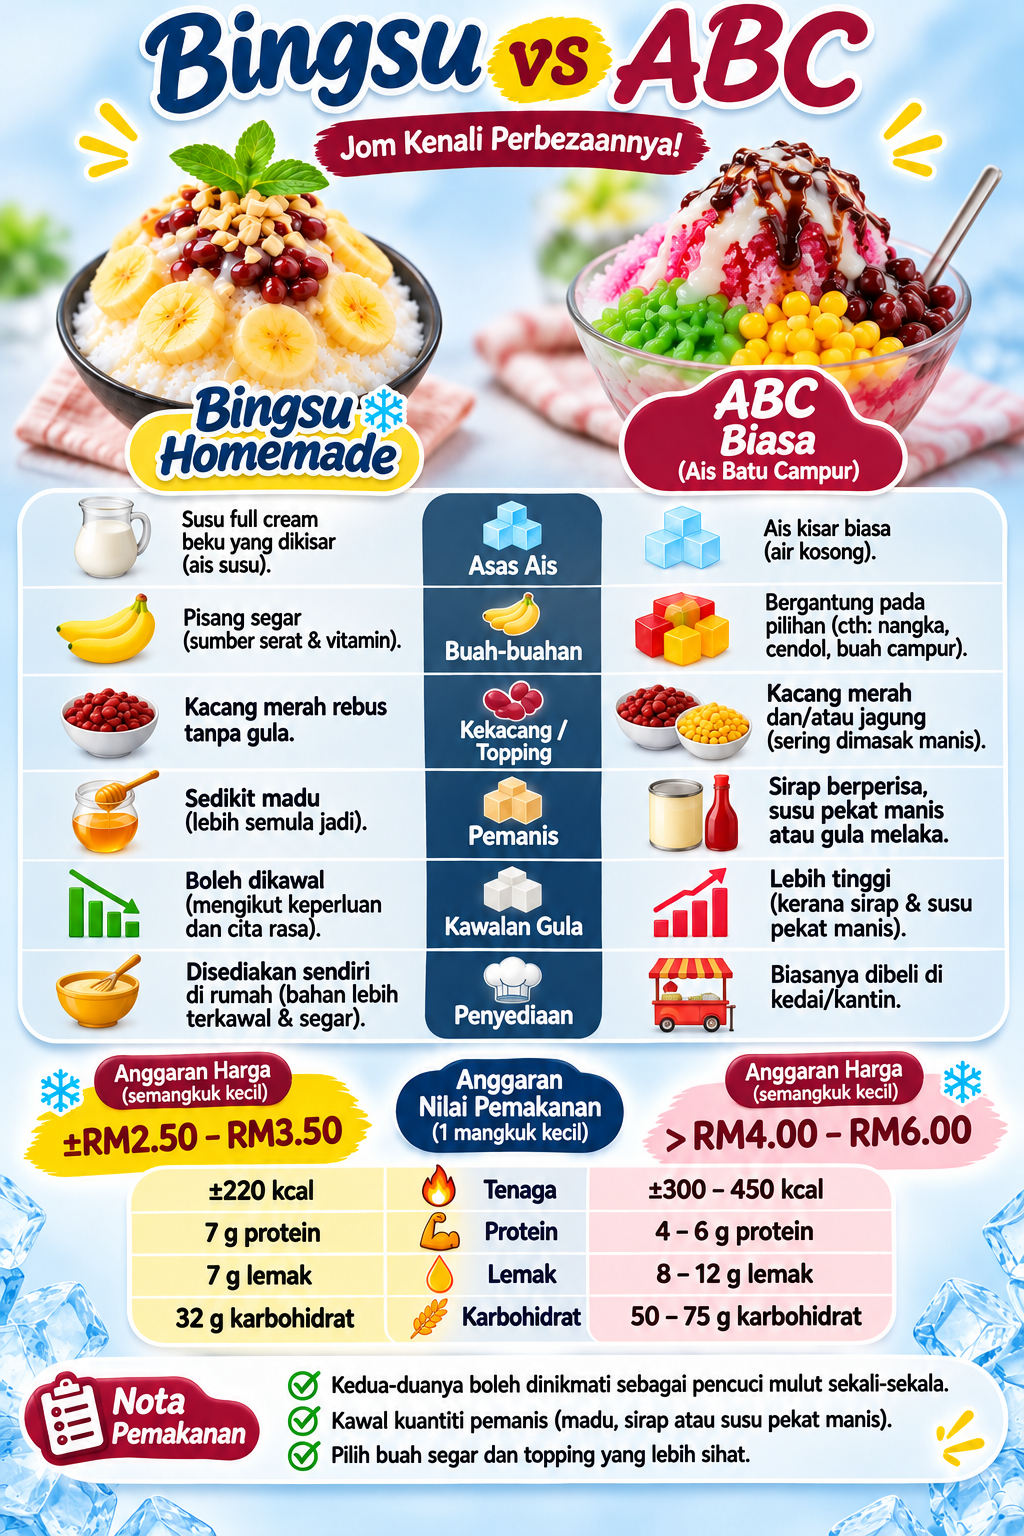 Bingsu vs ABC
Jom Kenali Perbezaannya!
Bingsu
Homemade
ABC
Biasa
(Ais Batu Campur)
Susu full cream
beku yang dikisar
(ais susu).
Asas Ais
Ais kisar biasa
(air kosong).
Pisang segar
(sumber serat & vitamin).
Buah-buahan
Bergantung pada
pilihan (cth: nangka,
cendol, buah campur).
Kacang merah rebus
tanpa gula.
Kekacang /
Topping
Kacang merah
dan/atau jagung
(sering dimasak manis).
Sedikit madu
(lebih semula jadi).
Pemanis
Sirap berperisa,
susu pekat manis
atau gula melaka.
Boleh dikawal
(mengikut keperluan
dan cita rasa).
Kawalan Gula
Lebih tinggi
(kerana sirap & susu
pekat manis).
Disediakan sendiri
di rumah (bahan lebih
terkawal & segar).
Penyediaan
Biasanya dibeli di
kedai/kantin.
Anggaran Harga
(semangkuk kecil)
±RM2.50 – RM3.50
Anggaran
Nilai Pemakanan
(1 mangkuk kecil)
Anggaran Harga
(semangkuk kecil)
> RM4.00 – RM6.00
±220 kcal
Tenaga
±300 – 450 kcal
7 g protein
Protein
4 – 6 g protein
7 g lemak
Lemak
8 – 12 g lemak
32 g karbohidrat
Karbohidrat
50 – 75 g karbohidrat
Nota
Pemakanan
Kedua-duanya boleh dinikmati sebagai pencuci mulut sekali-sekala.
Kawal kuantiti pemanis (madu, sirap atau susu pekat manis).
Pilih buah segar dan topping yang lebih sihat.